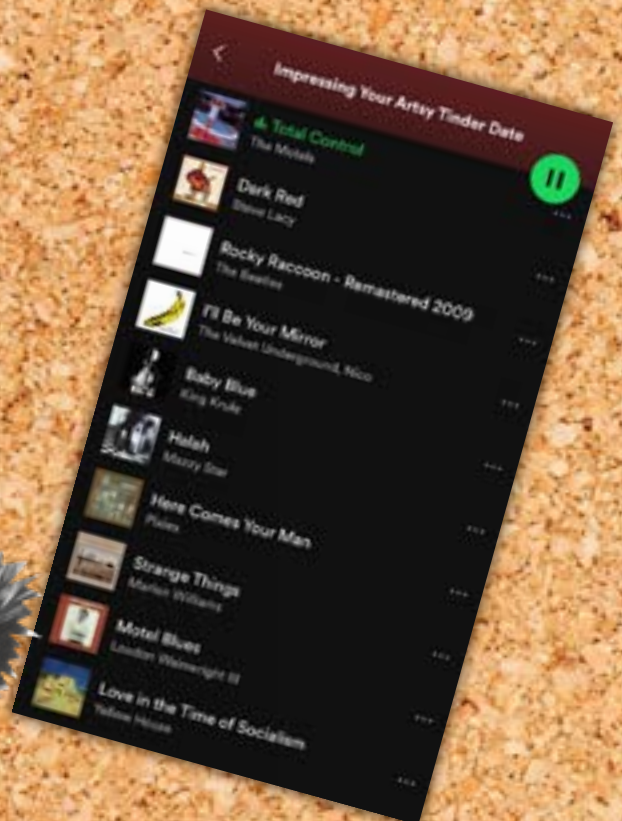 Impressing Your Artsy Tinder Date
Total Control
The Motels
Dark Red
Steve Lacy
Rocky Raccoon - Remastered 2009
The Beatles
I'll Be Your Mirror
The Velvet Underground, Nico
Baby Blue
King Krule
Halah
Mazzy Star
Here Comes Your Man
Pixies
Strange Things
Marlon Williams
Motel Blues
Loudon Wainwright III
Love in the Time of Socialism
Yellow House